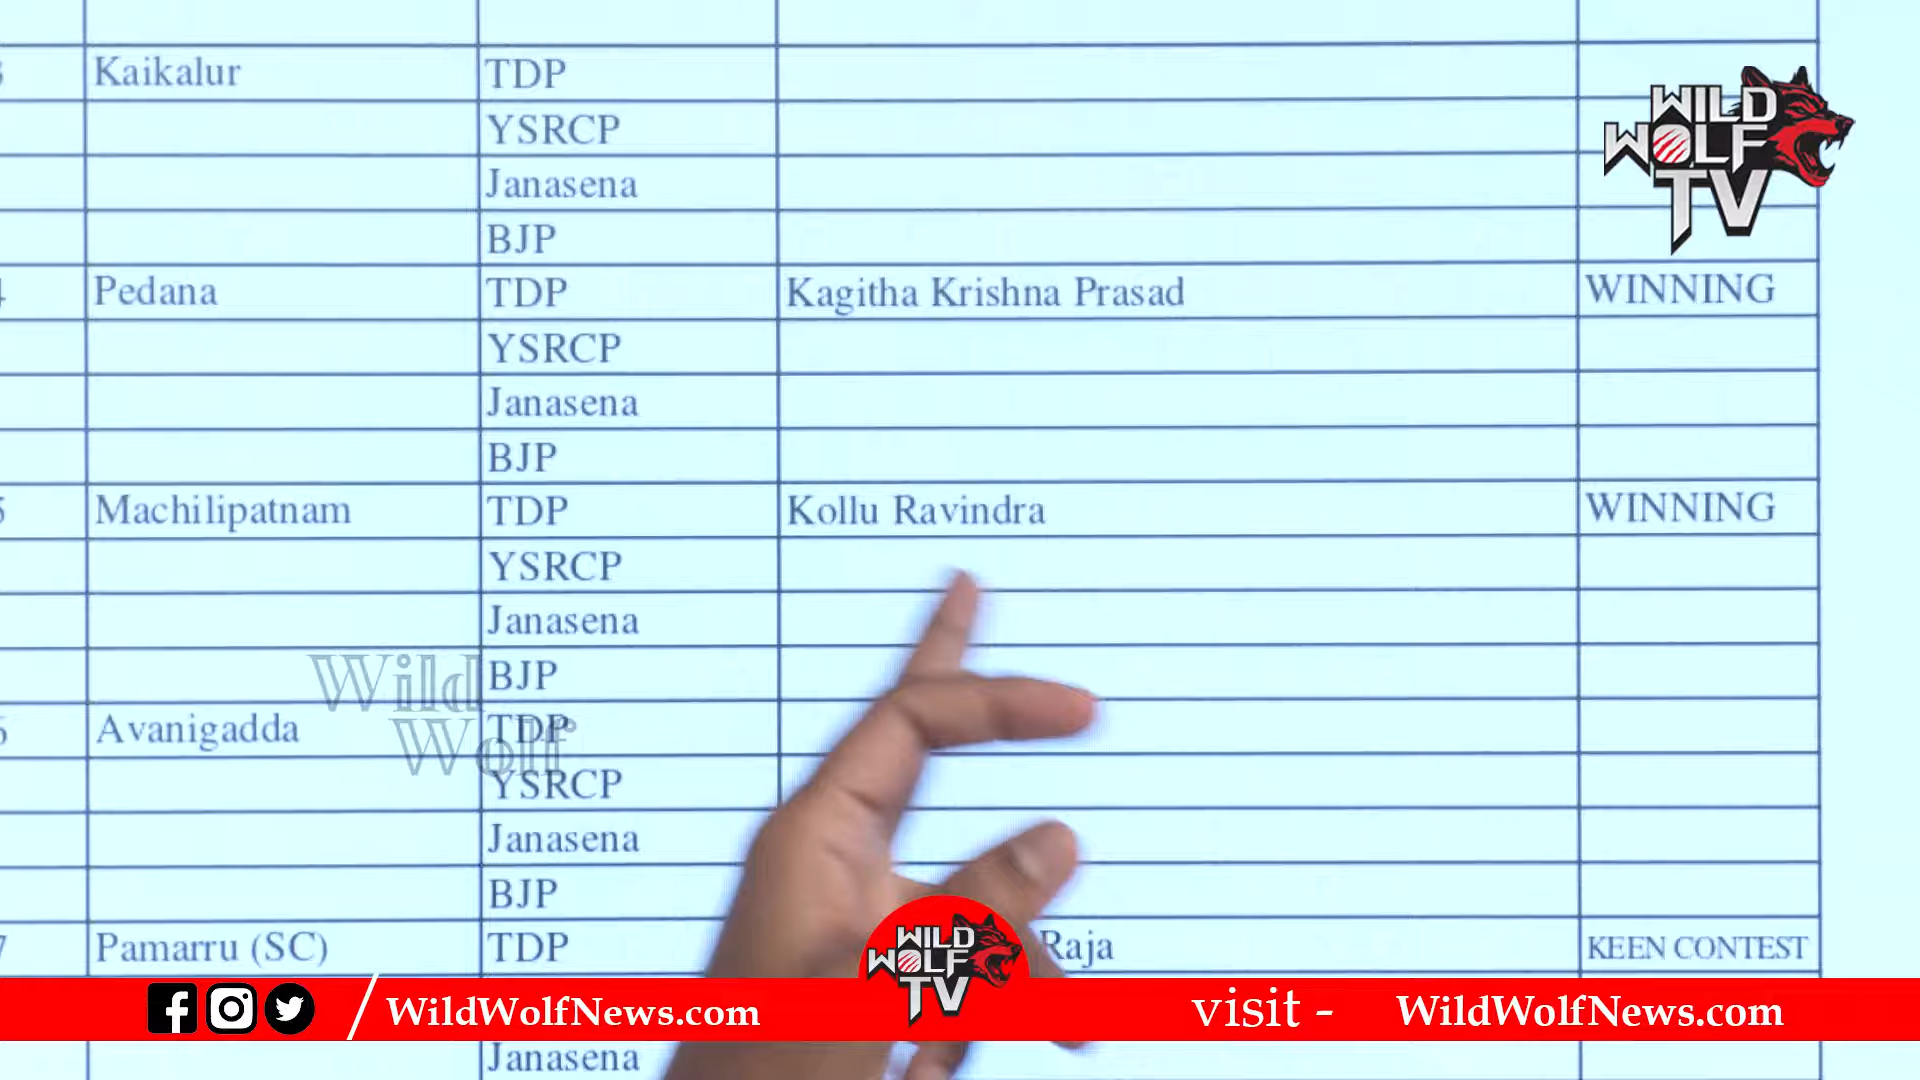 Kaikalur TDP
YSRCP
Janasena
BJP
Pedana TDP Kagitha Krishna Prasad WINNING
YSRCP
Janasena
BJP
Machilipatnam TDP Kollu Ravindra WINNING
YSRCP
Janasena
BJP
Avanigadda TDP
YSRCP
Janasena
BJP
Pamarru (SC) TDP Raja KEEN CONTEST
Janasena
WILD
WOLF
TV
Wild
Wolf
WILD
WOLF
TV
WildWolfNews.com
visit - WildWolfNews.com